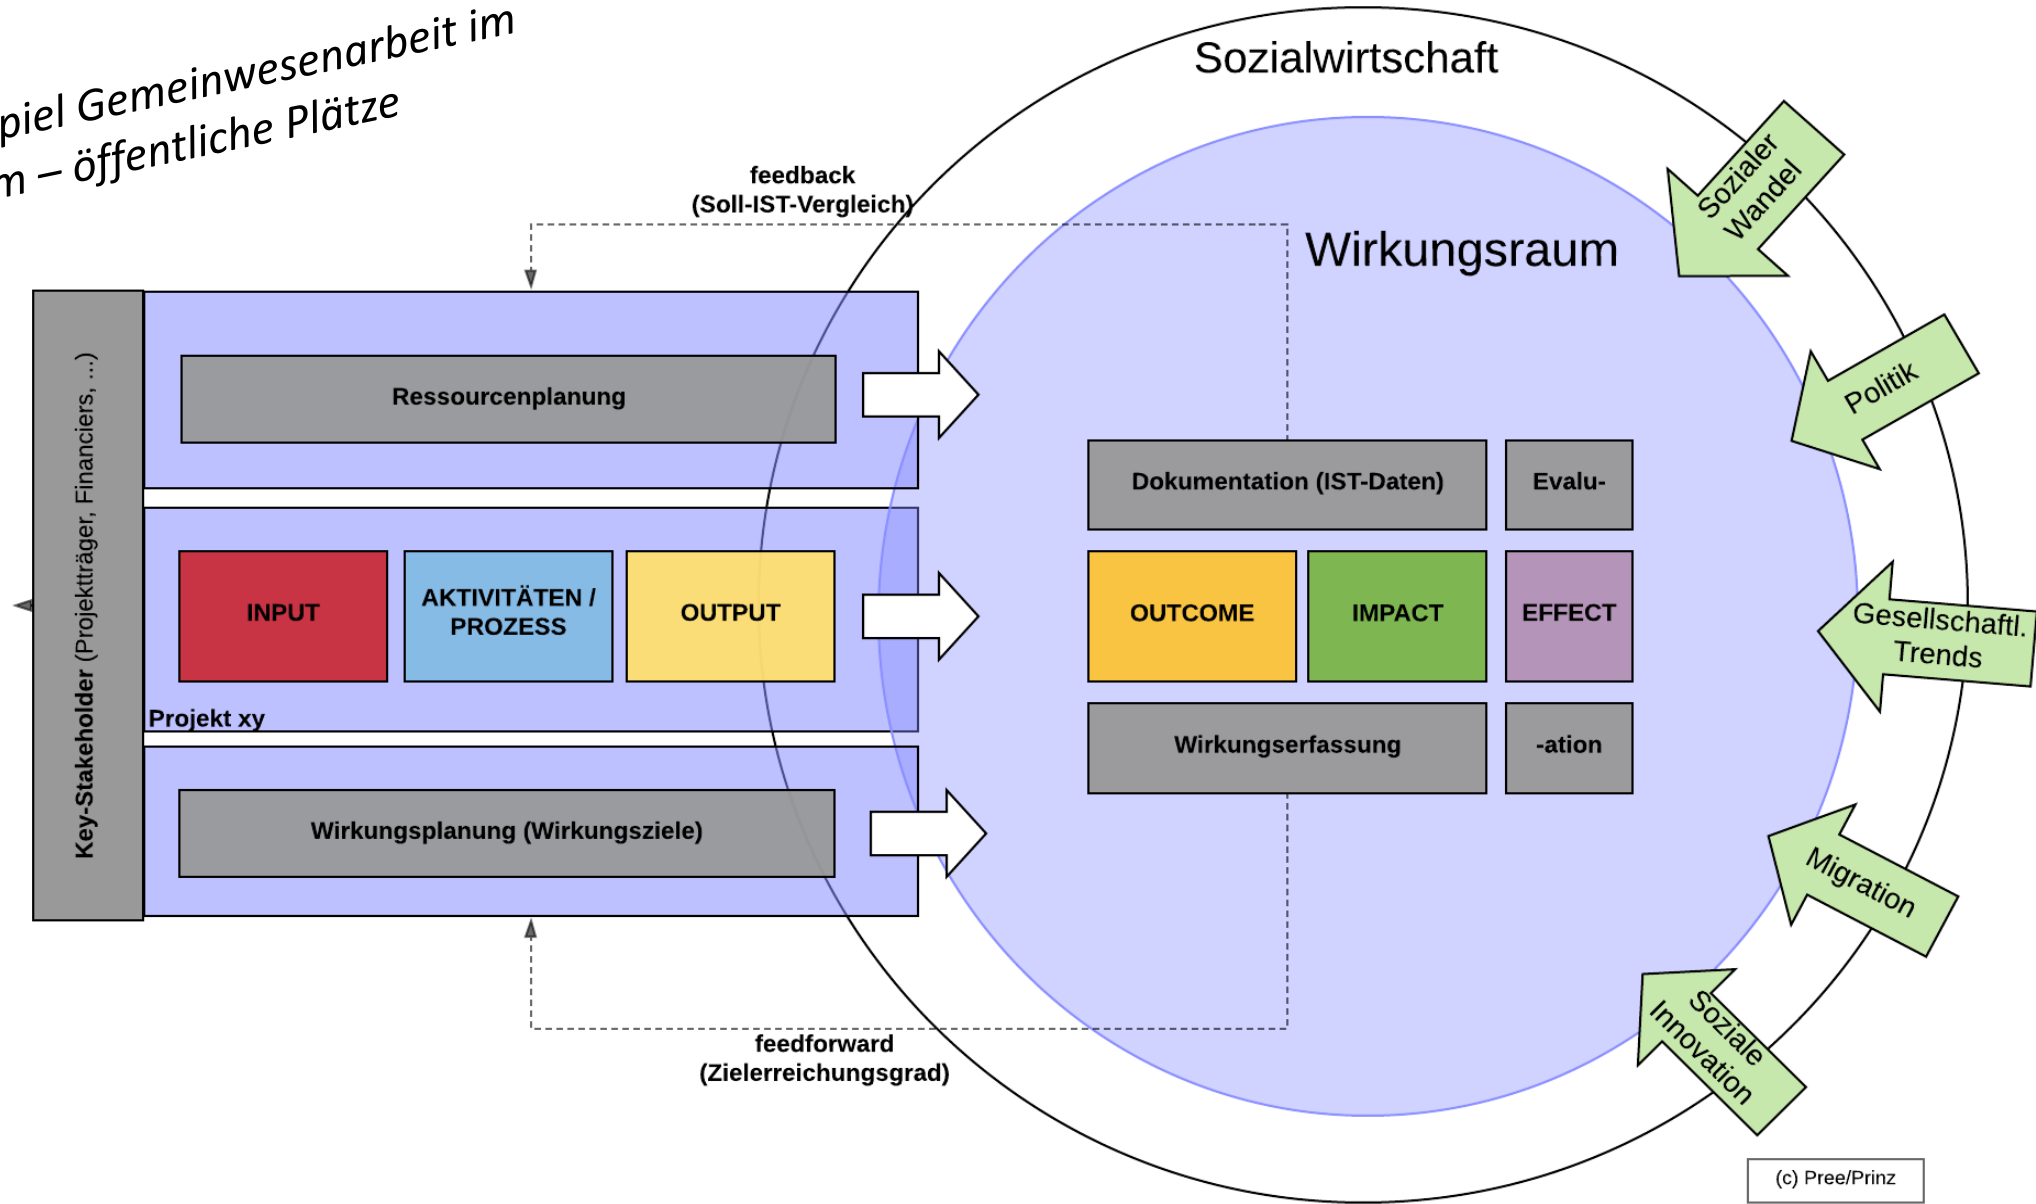 piel Gemeinwesenarbeit im
m – öffentliche Plätze
Sozialwirtschaft
Wirkungsraum
feedback
(Soll-IST-Vergleich)
Key-Stakeholder (Projektträger, Financiers, ...)
Ressourcenplanung
INPUT
AKTIVITÄTEN /
PROZESS
OUTPUT
Projekt xy
Wirkungsplanung (Wirkungsziele)
Dokumentation (IST-Daten)
Evalu-
OUTCOME
IMPACT
EFFECT
Wirkungserfassung
-ation
feedforward
(Zielerreichungsgrad)
Sozialer
Wandel
Politik
Gesellschaftl.
Trends
Migration
Soziale
Innovation
(c) Pree/Prinz